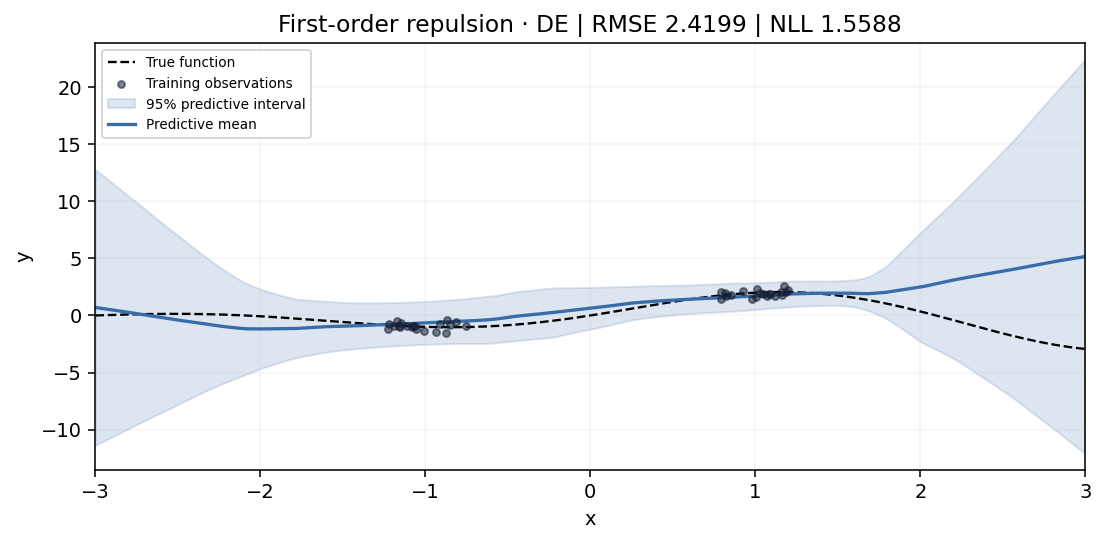 First-order repulsion · DE | RMSE 2.4199 | NLL 1.5588
True function
Training observations
95% predictive interval
Predictive mean
20
15
10
5
0
−5
−10
y
−3
−2
−1
0
1
2
3
x